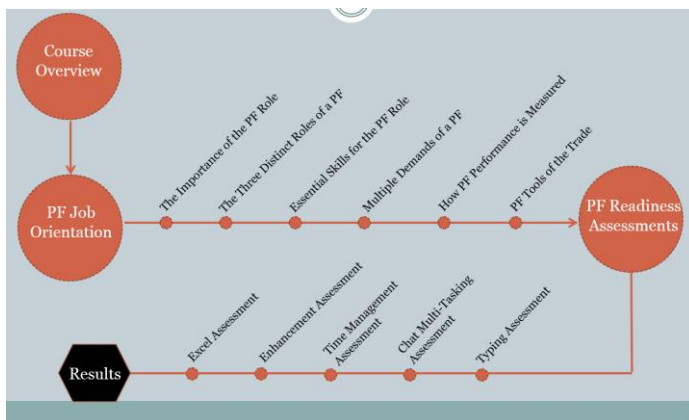 Course
Overview
PF Job
Orientation
The Importance of the PF Role
The Three Distinct Roles of a PF
Essential Skills for the PF Role
Multiple Demands of a PF
How PF Performance is Measured
PF Tools of the Trade
PF Readiness
Assessments
Typing Assessment
Chat Multi-Tasking
Assessment
Time Management
Assessment
Enhancement Assessment
Excel Assessment
Results